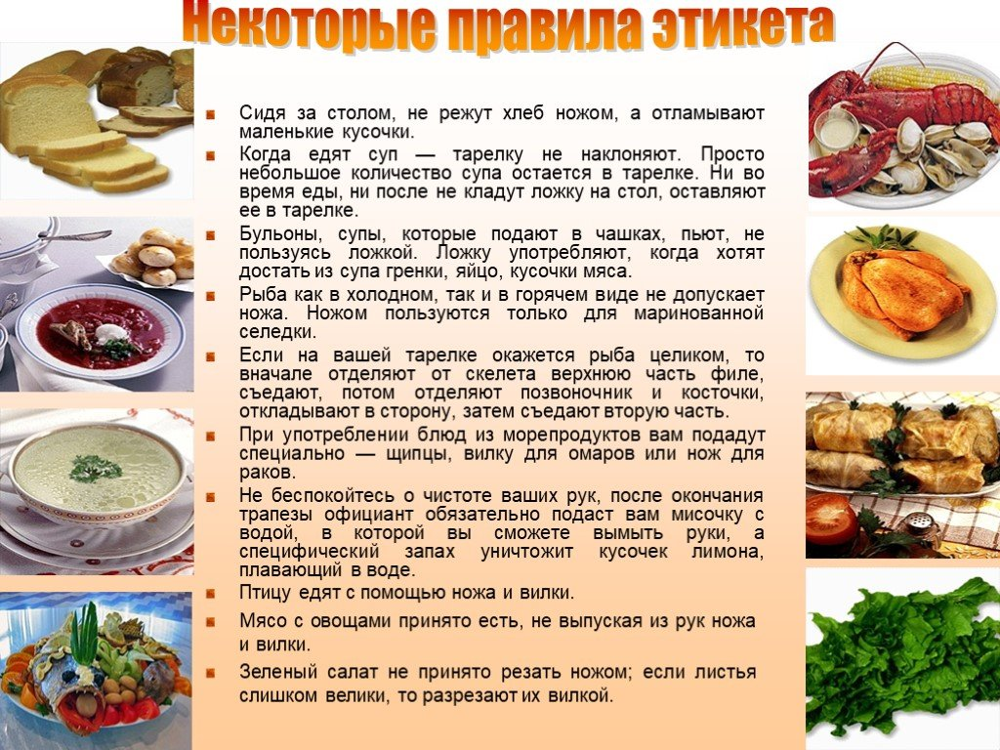 Некоторые правила этикета
Сидя за столом, не режут хлеб ножом, а отламывают
маленькие кусочки.
Когда едят суп — тарелку не наклоняют. Просто
небольшое количество супа остается в тарелке. Ни во
время еды, ни после не кладут ложку на стол, оставляют
ее в тарелке.
Бульоны, супы, которые подают в чашках, пьют, не
пользуясь ложкой. Ложку употребляют, когда хотят
достать из супа гренки, яйцо, кусочки мяса.
Рыба как в холодном, так и в горячем виде не допускает
ножа. Ножом пользуются только для маринованной
селедки.
Если на вашей тарелке окажется рыба целиком, то
вначале отделяют от скелета верхнюю часть филе,
съедают, потом отделяют позвоночник и косточки,
откладывают в сторону, затем съедают вторую часть.
При употреблении блюд из морепродуктов вам подадут
специально — щипцы, вилку для омаров или нож для
раков.
Не беспокойтесь о чистоте ваших рук, после окончания
трапезы официант обязательно подаст вам мисочку с
водой, в которой вы сможете вымыть руки, а
специфический запах уничтожит кусочек лимона,
плавающий в воде.
Птицу едят с помощью ножа и вилки.
Мясо с овощами принято есть, не выпуская из рук ножа
и вилки.
Зеленый салат не принято резать ножом; если листья
слишком велики, то разрезают их вилкой.